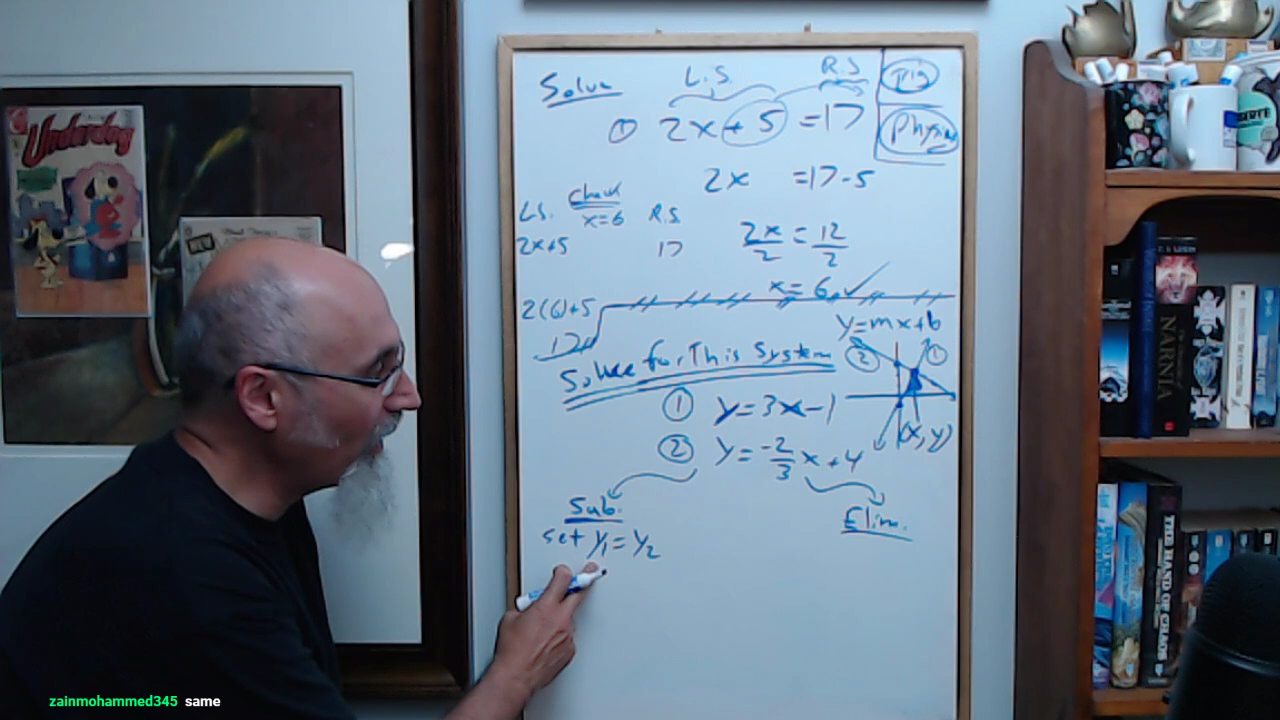 Solve
L.S. R.S
① 2x + 5 = 17
Trig
Physics
2x = 17 - 5
Check
x = 6
L.S. R.S.
2x + 5 17
2x/2 = 12/2
x = 6 ✓
2(6) + 5
17
y = mx + b
② ①
Solve for This System
① y = 3x - 1
② y = -2/3 x + 4
(x, y)
Sub.
Elim.
set y₁ = y₂
Underdog
NEW
NARNIA
THE HAND OF CHAOS
zainmohammed345 same